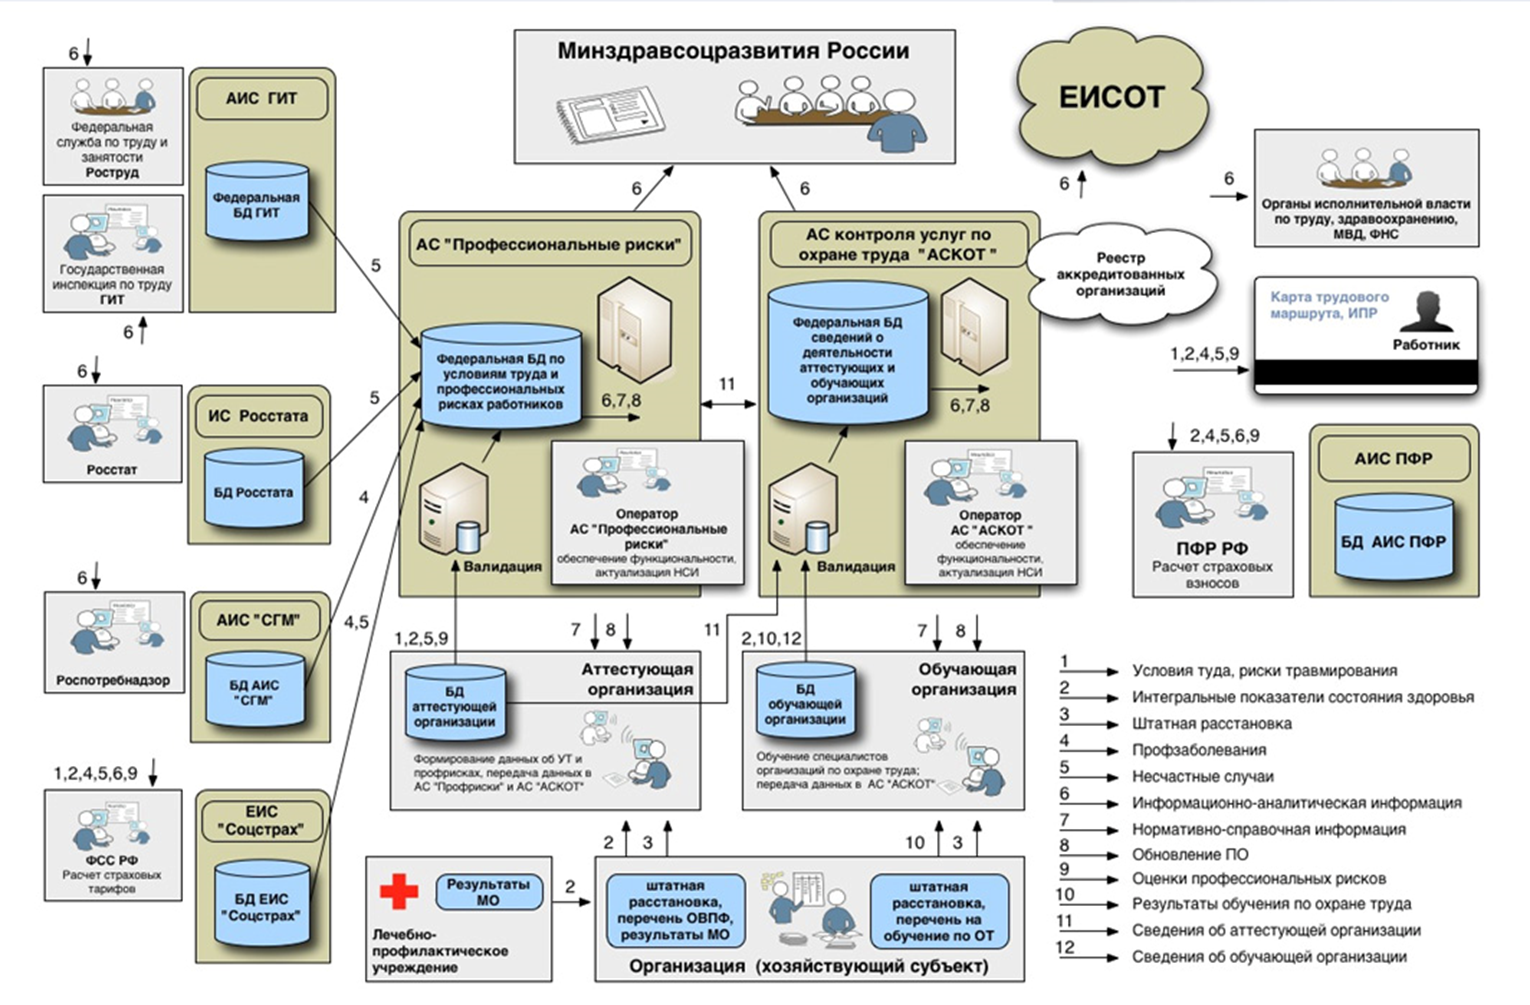 Минздравсоцразвития России
ЕИСОТ
6
Федеральная
служба по труду и
занятости
Роструд
Государственная
инспекция по труду
ГИТ
6
АИС ГИТ
Федеральная
БД ГИТ
5
6
Росстат
ИС Росстата
БД Росстата
5
6
Роспотребнадзор
АИС "СГМ"
БД АИС
"СГМ"
4
1,2,4,5,6,9
ФСС РФ
Расчет страховых
тарифов
ЕИС
"Соцстрах"
БД ЕИС
"Соцстрах"
4,5
6
АС "Профессиональные риски"
Федеральная БД по
условиям труда и
профессиональных
рисках работников
6,7,8
Валидация
Оператор
АС "Профессиональные
риски"
обеспечение функциональности,
актуализация НСИ
11
6
АС контроля услуг по
охране труда "АСКОТ"
Федеральная БД
сведений о
деятельности
аттестующих и
обучающих
организаций
6,7,8
Валидация
Оператор
АС "АСКОТ"
обеспечение
функциональности,
актуализация НСИ
6
Реестр
аккредитованных
организаций
6
Органы исполнительной власти
по труду, здравоохранению,
МВД, ФНС
1,2,4,5,9
Карта трудового
маршрута, ИПР
Работник
2,4,5,6,9
ПФР РФ
Расчет страховых
взносов
АИС ПФР
БД АИС ПФР
1,2,5,9
7
8
11
2,10,12
7
8
БД
аттестующей
организации
Аттестующая
организация
Формирование данных об УТ и
профрисках, передача данных в
АС "Профриски" и АС "АСКОТ"
БД
обучающей
организации
Обучающая
организация
Обучение специалистов
организаций по охране труда;
передача данных в АС "АСКОТ"
2
3
10
3
Результаты
МО
Лечебно-
профилактическое
учреждение
2
штатная
расстановка,
перечень ОВПФ,
результаты МО
штатная
расстановка,
перечень на
обучение по ОТ
Организация (хозяйствующий субъект)
1 Условия туда, риски травмирования
2 Интегральные показатели состояния здоровья
3 Штатная расстановка
4 Профзаболевания
5 Несчастные случаи
6 Информационно-аналитическая информация
7 Нормативно-справочная информация
8 Обновление ПО
9 Оценки профессиональных рисков
10 Результаты обучения по охране труда
11 Сведения об аттестующей организации
12 Сведения об обучающей организации